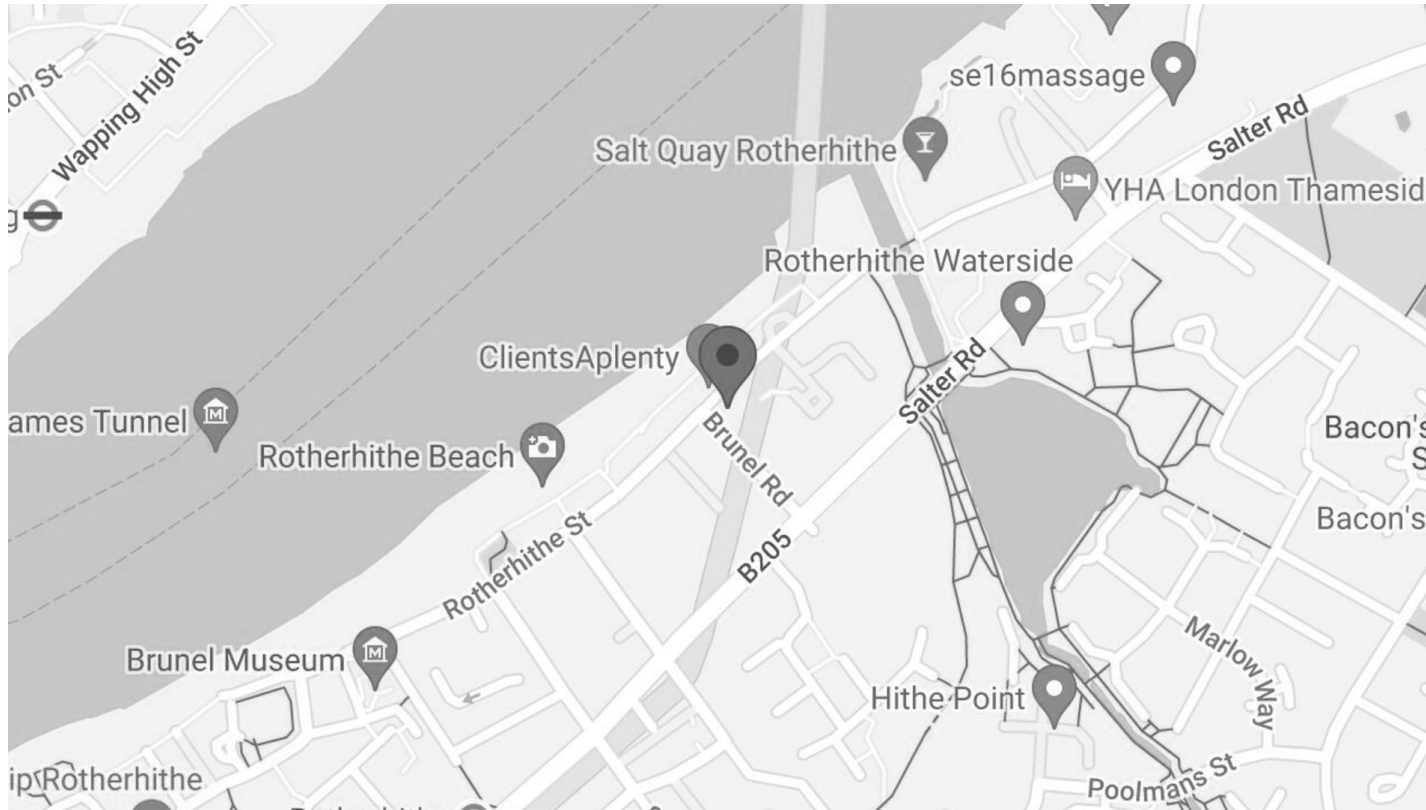 on St
Wapping High St
g
se16massage
Salter Rd
Salt Quay Rotherhithe
YHA London Thamesid
Rotherhithe Waterside
ClientsAplenty
Salter Rd
ames Tunnel
Brunel Rd
Rotherhithe Beach
Bacon's
S
Bacon's
Rotherhithe St
B205
Brunel Museum
Marlow Way
Hithe Point
ip Rotherhithe
Poolmans St